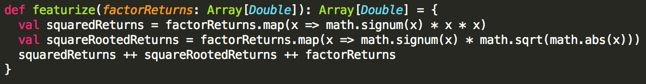 def featurize(factorReturns: Array[Double]): Array[Double] = {
  val squaredReturns = factorReturns.map(x => math.signum(x) * x * x)
  val squareRootedReturns = factorReturns.map(x => math.signum(x) * math.sqrt(math.abs(x)))
  squaredReturns ++ squareRootedReturns ++ factorReturns
}